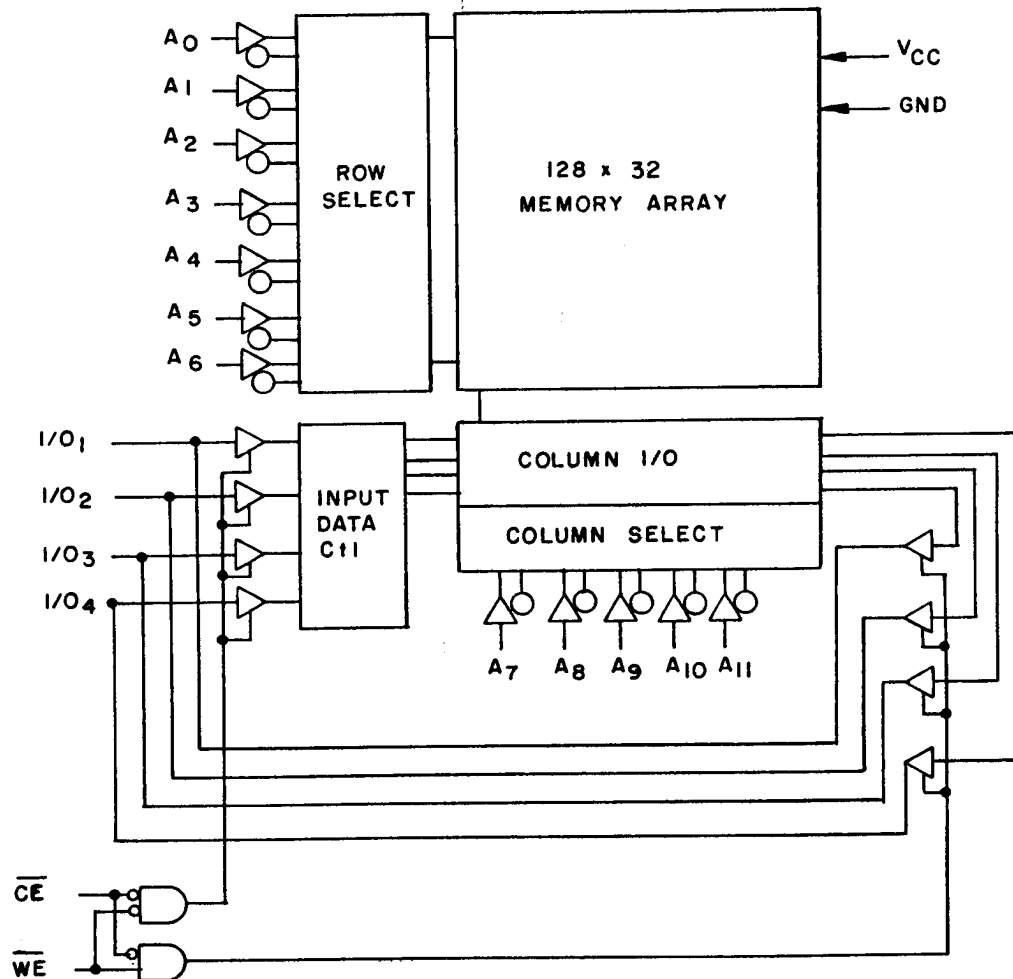 A0
A1
A2
A3
A4
A5
A6
ROW
SELECT
128 x 32
MEMORY ARRAY
VCC
GND
I/O1
I/O2
I/O3
I/O4
INPUT
DATA
Ctl
COLUMN I/O
COLUMN SELECT
A7 A8 A9 A10 A11
CE
WE